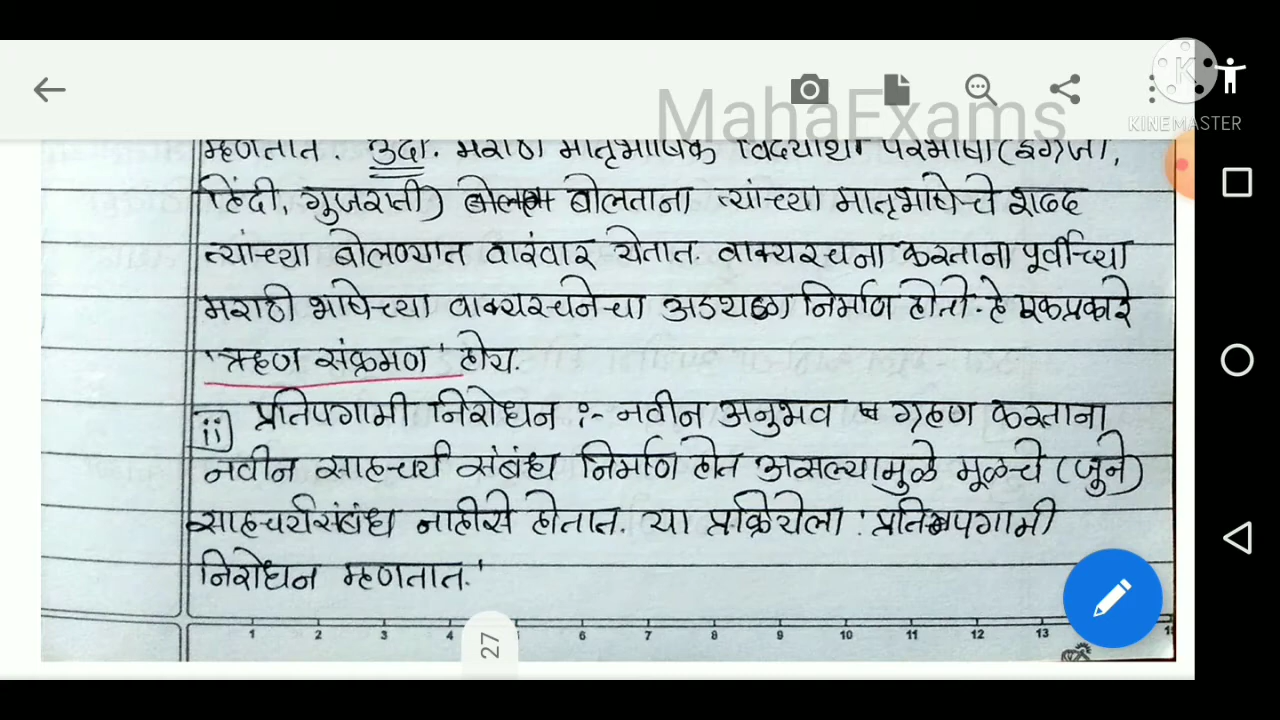 MahaExams
KINEMASTER
म्हणतात. उदा. मराठी मातृभाषिक विद्यार्थी परभाषा (इंग्रजी,
हिंदी, गुजराती) बोलताना त्यांच्या मातृभाषेचे शब्द
त्यांच्या बोलण्यात वारंवार येतात. वाक्यरचना करताना पूर्वीच्या
मराठी भाषेच्या वाक्यरचनेचा अडथळा निर्माण होतो. हे एकप्रकारे
'ऋण संक्रमण' होय.
ii प्रतिपगामी निरोधन :- नवीन अनुभव ग्रहण करताना
नवीन साहचर्य संबंध निर्माण होत असल्यामुळे मूळचे (जुने)
साहचर्यसंबंध नाहीसे होतात. या प्रक्रियेला 'प्रतिपगामी
निरोधन म्हणतात.'
1 2 3 4 6 7 8 9 10 11 12 13
27